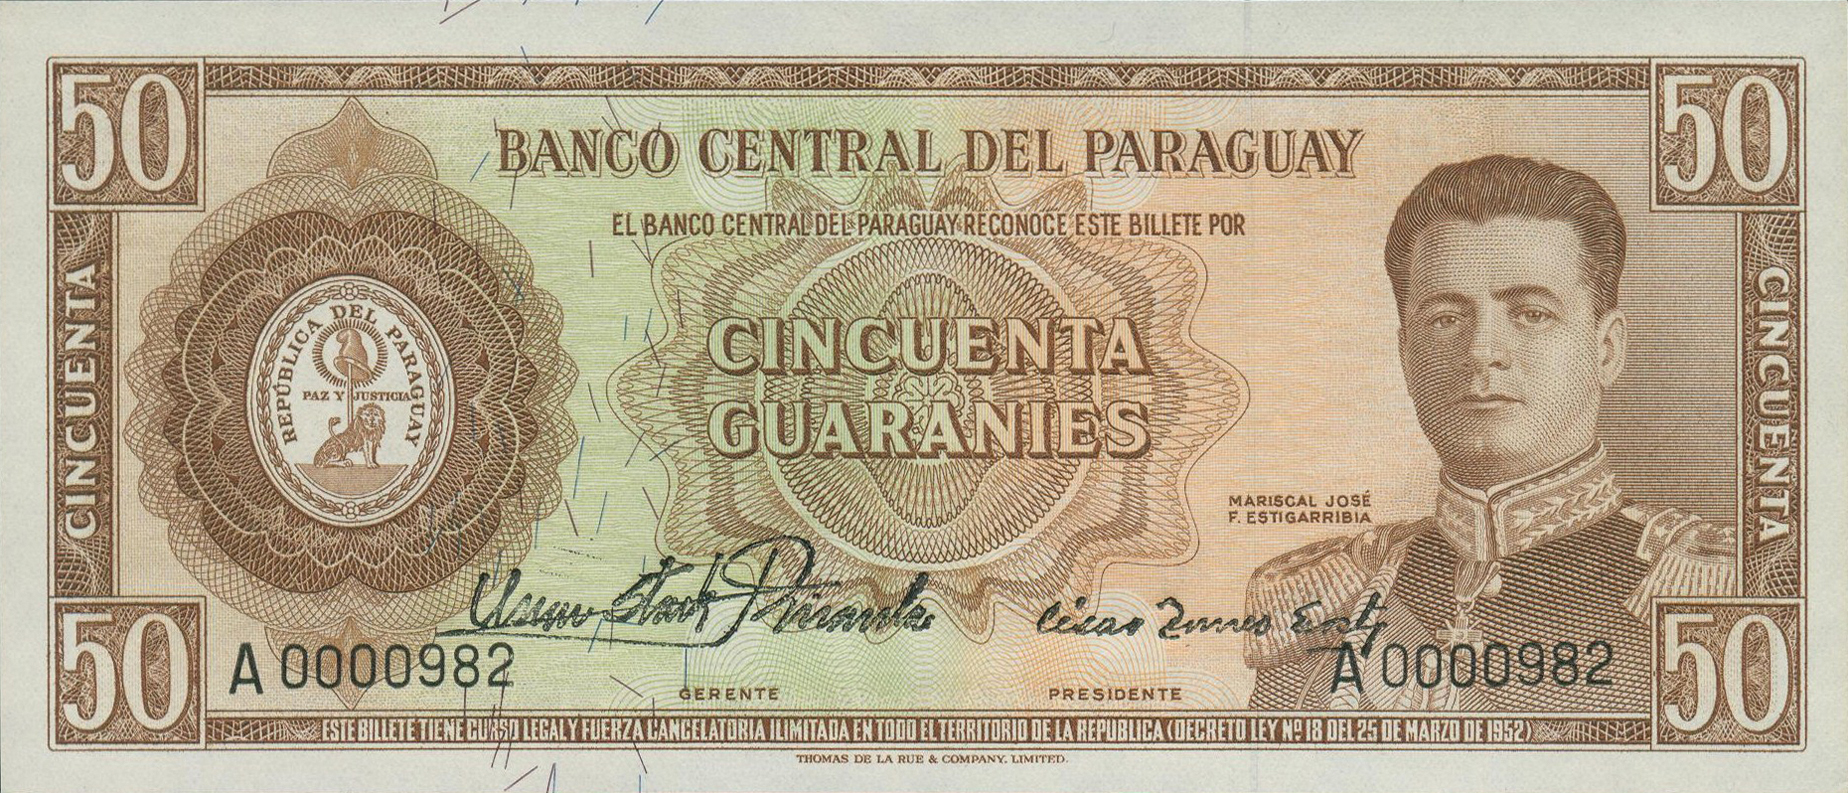 50
50
BANCO CENTRAL DEL PARAGUAY
EL BANCO CENTRAL DEL PARAGUAY RECONOCE ESTE BILLETE POR
CINCUENTA
CINCUENTA
REPÚBLICA DEL PARAGUAY
PAZ Y JUSTICIA
CINCUENTA
GUARANIES
MARISCAL JOSÉ
F. ESTIGARRIBIA
A 0000982
A 0000982
GERENTE
PRESIDENTE
50
50
ESTE BILLETE TIENE CURSO LEGAL Y FUERZA CANCELATORIA ILIMITADA EN TODO EL TERRITORIO DE LA REPUBLICA (DECRETO LEY Nº 18 DEL 25 DE MARZO DE 1952)
THOMAS DE LA RUE & COMPANY, LIMITED.